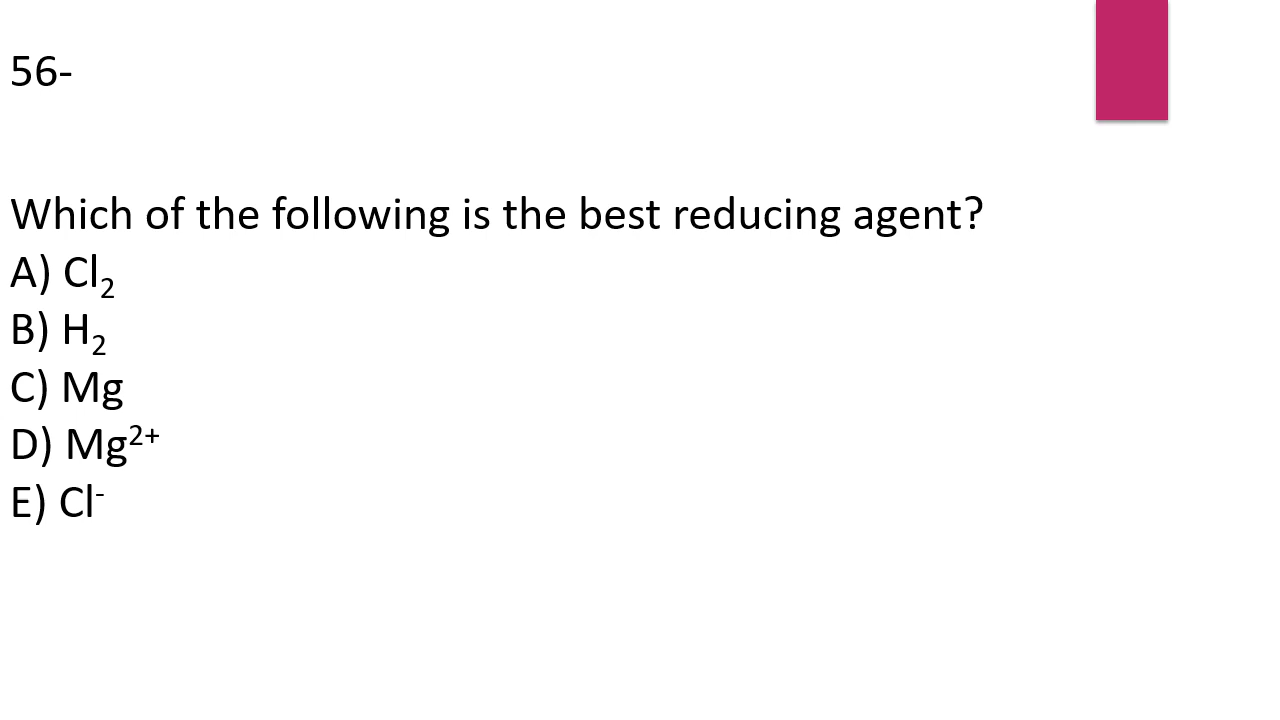 56-
Which of the following is the best reducing agent?
A) Cl₂
B) H₂
C) Mg
D) Mg²⁺
E) Cl⁻